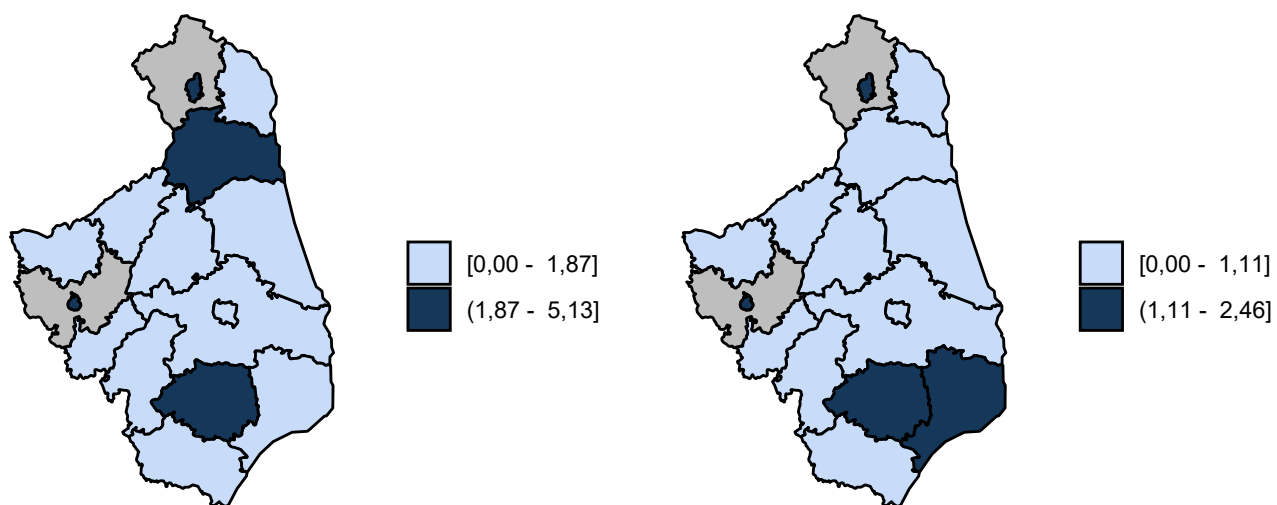 [0,00 - 1,87]
(1,87 - 5,13]
[0,00 - 1,11]
(1,11 - 2,46]